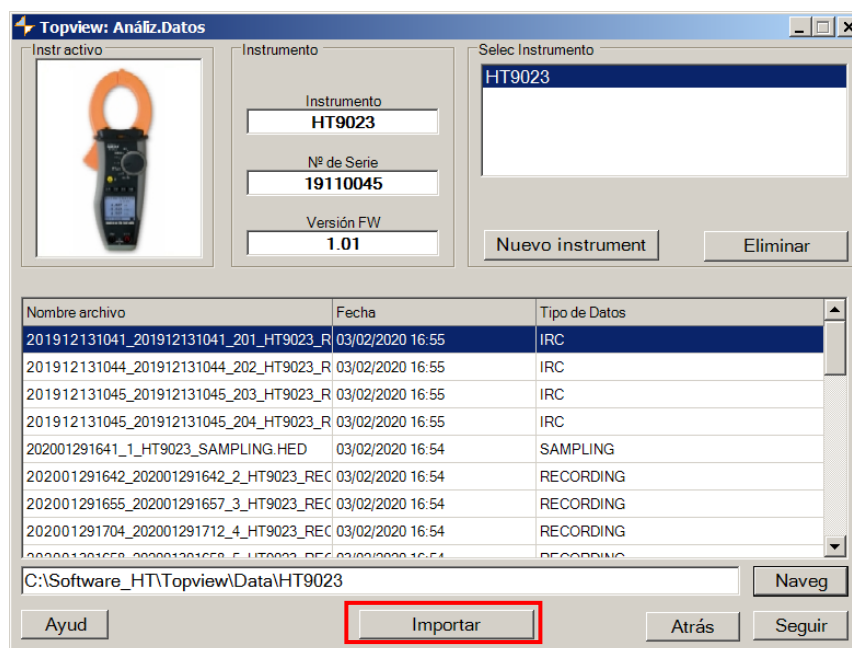 Topview: Análiz.Datos
Instr activo
Instrumento
Selec Instrumento
HT9023
Instrumento
HT9023
Nº de Serie
19110045
Versión FW
1.01
Nuevo instrument
Eliminar
Nombre archivo Fecha Tipo de Datos
201912131041_201912131041_201_HT9023_R 03/02/2020 16:55 IRC
201912131044_201912131044_202_HT9023_R 03/02/2020 16:55 IRC
201912131045_201912131045_203_HT9023_R 03/02/2020 16:55 IRC
201912131045_201912131045_204_HT9023_R 03/02/2020 16:55 IRC
202001291641_1_HT9023_SAMPLING.HED 03/02/2020 16:54 SAMPLING
202001291642_202001291642_2_HT9023_REC 03/02/2020 16:54 RECORDING
202001291655_202001291657_3_HT9023_REC 03/02/2020 16:54 RECORDING
202001291704_202001291712_4_HT9023_REC 03/02/2020 16:54 RECORDING
C:\Software_HT\Topview\Data\HT9023
Naveg
Ayud
Importar
Atrás
Seguir